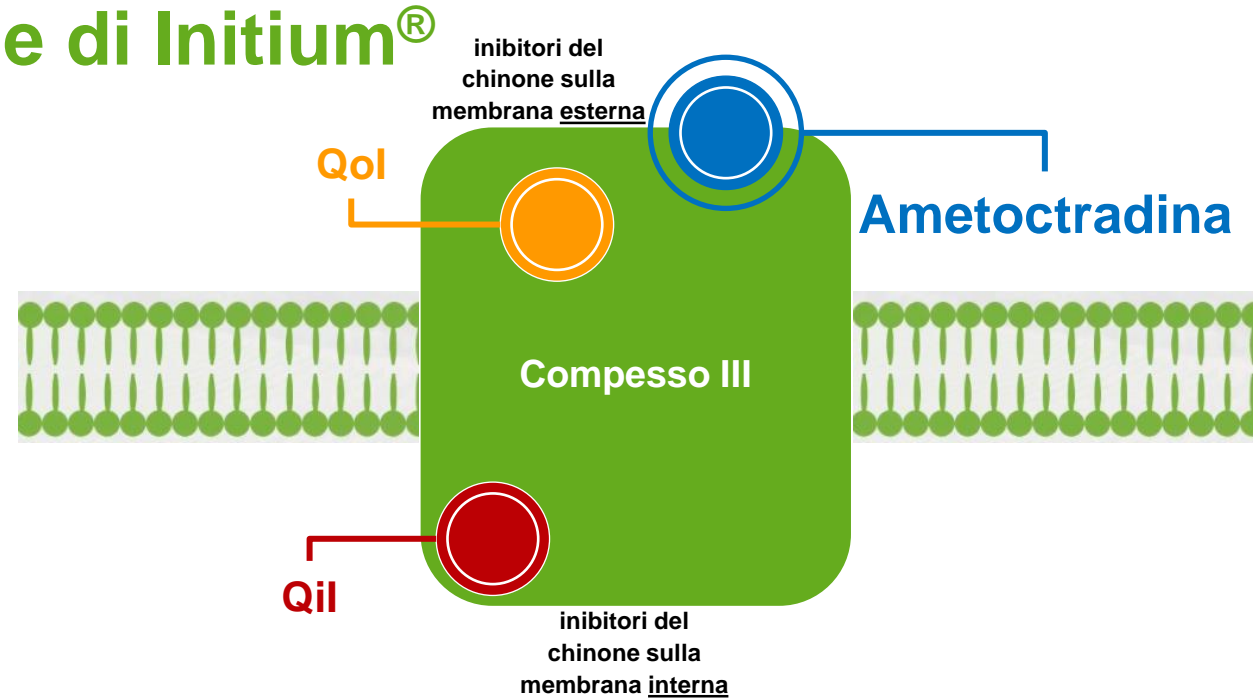 e di Initium®
inibitori del
chinone sulla
membrana esterna
QoI
Ametoctradina
Compesso III
QiI
inibitori del
chinone sulla
membrana interna